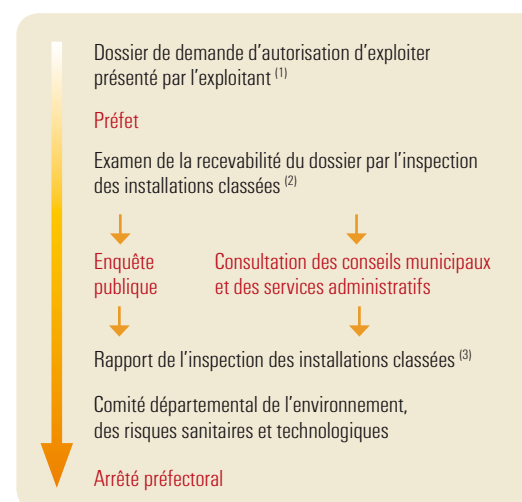 Dossier de demande d'autorisation d'exploiter
présenté par l'exploitant (1)
Préfet
Examen de la recevabilité du dossier par l'inspection
des installations classées (2)
Enquête
publique
Consultation des conseils municipaux
et des services administratifs
Rapport de l'inspection des installations classées (3)
Comité départemental de l'environnement,
des risques sanitaires et technologiques
Arrêté préfectoral